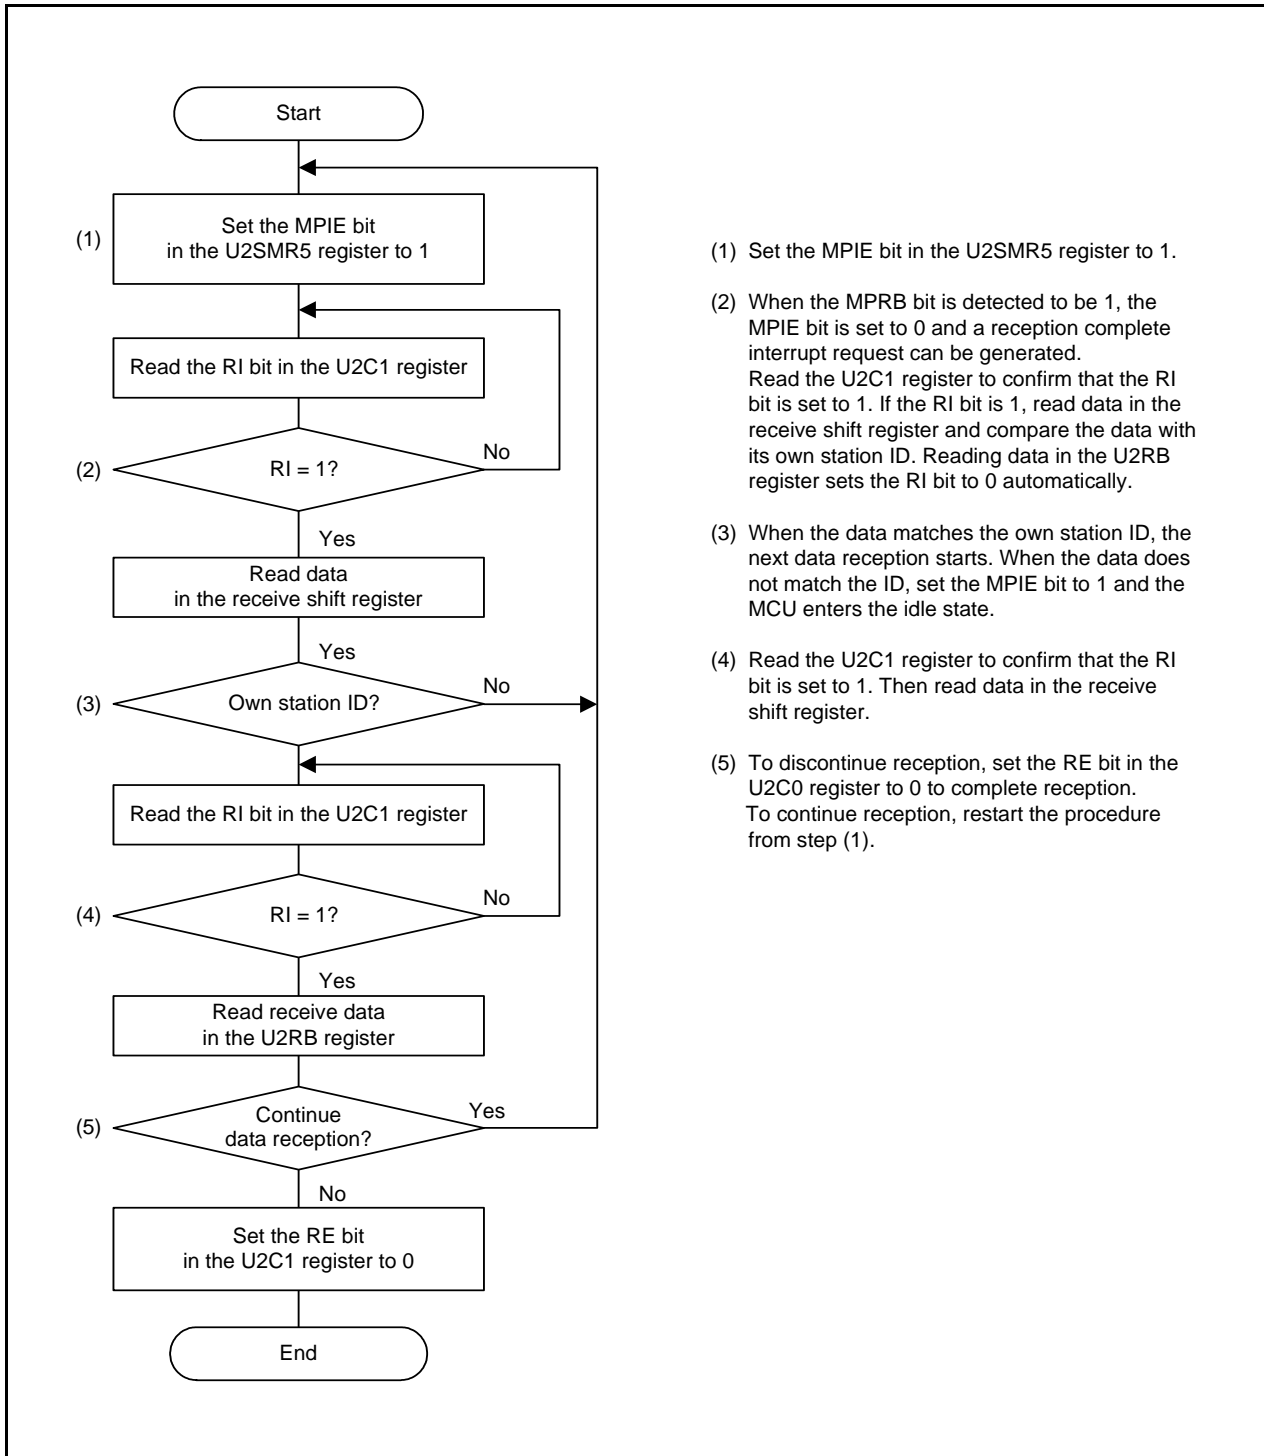 Start
(1)
Set the MPIE bit
in the U2SMR5 register to 1
Read the RI bit in the U2C1 register
(2)
RI = 1?
No
Yes
Read data
in the receive shift register
Yes
(3)
Own station ID?
No
Read the RI bit in the U2C1 register
(4)
RI = 1?
No
Yes
Read receive data
in the U2RB register
(5)
Continue
data reception?
Yes
No
Set the RE bit
in the U2C1 register to 0
End
(1) Set the MPIE bit in the U2SMR5 register to 1.
(2) When the MPRB bit is detected to be 1, the
MPIE bit is set to 0 and a reception complete
interrupt request can be generated.
Read the U2C1 register to confirm that the RI
bit is set to 1. If the RI bit is 1, read data in the
receive shift register and compare the data with
its own station ID. Reading data in the U2RB
register sets the RI bit to 0 automatically.
(3) When the data matches the own station ID, the
next data reception starts. When the data does
not match the ID, set the MPIE bit to 1 and the
MCU enters the idle state.
(4) Read the U2C1 register to confirm that the RI
bit is set to 1. Then read data in the receive
shift register.
(5) To discontinue reception, set the RE bit in the
U2C0 register to 0 to complete reception.
To continue reception, restart the procedure
from step (1).